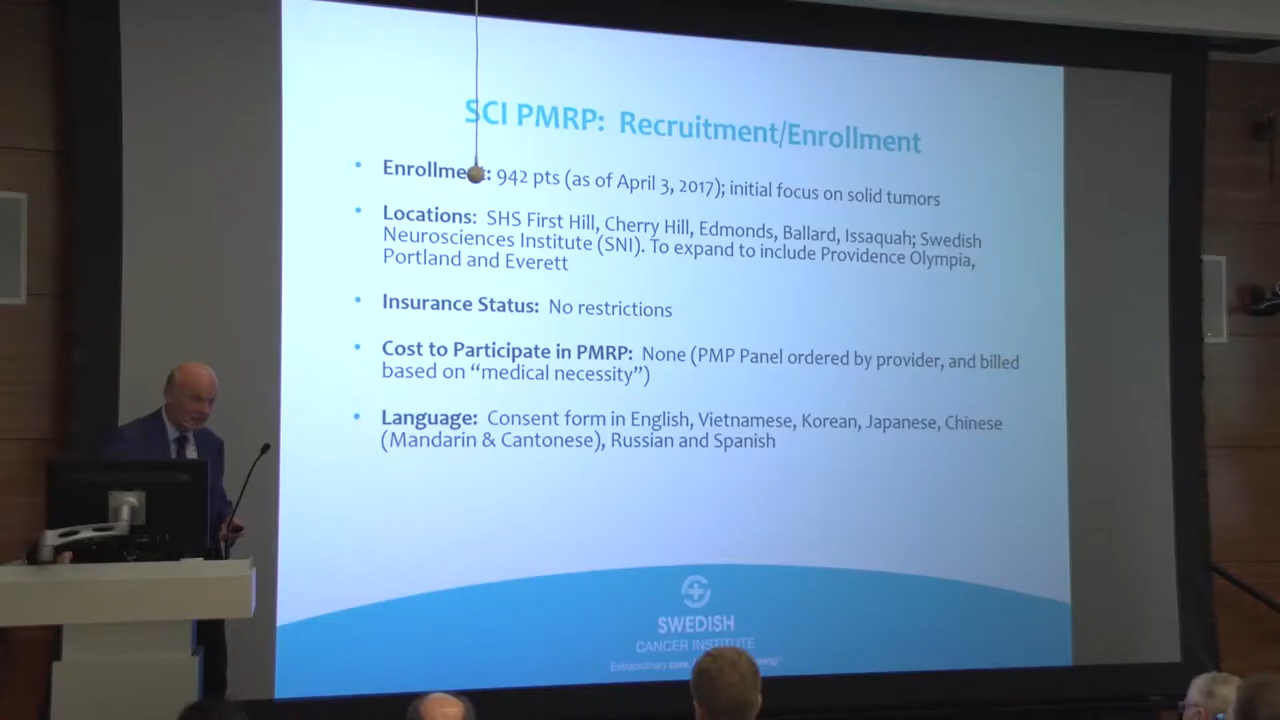 SCI PMRP: Recruitment/Enrollment
• Enrollment: 942 pts (as of April 3, 2017); initial focus on solid tumors
• Locations: SHS First Hill, Cherry Hill, Edmonds, Ballard, Issaquah; Swedish
Neurosciences Institute (SNI). To expand to include Providence Olympia,
Portland and Everett
• Insurance Status: No restrictions
• Cost to Participate in PMRP: None (PMP Panel ordered by provider, and billed
based on “medical necessity”)
• Language: Consent form in English, Vietnamese, Korean, Japanese, Chinese
(Mandarin & Cantonese), Russian and Spanish
SWEDISH
CANCER INSTITUTE
Extraordinary care.